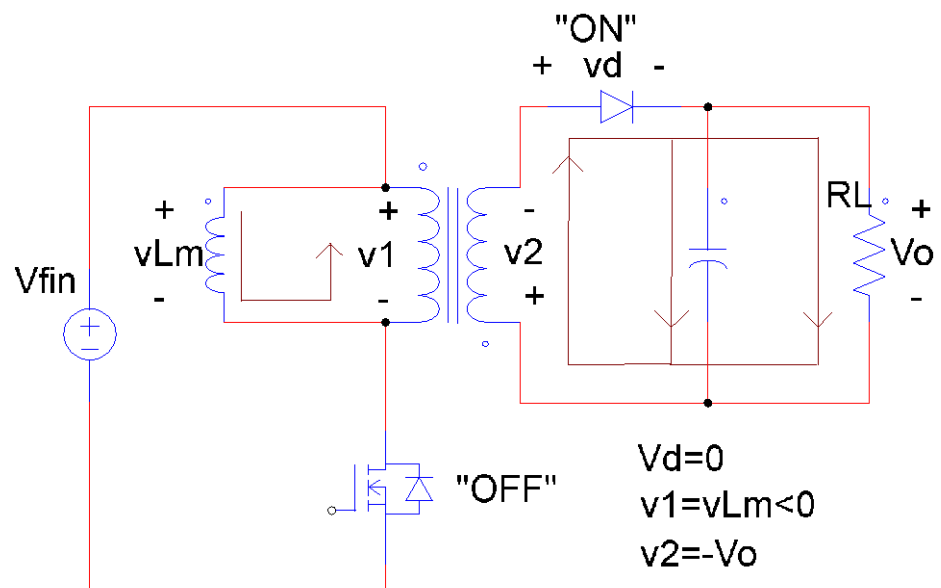 "ON"
+ vd -
RL
+
vLm
-
+
v1
-
-
v2
+
+
Vo
-
Vfin
+
-
"OFF"
Vd=0
v1=vLm<0
v2=-Vo